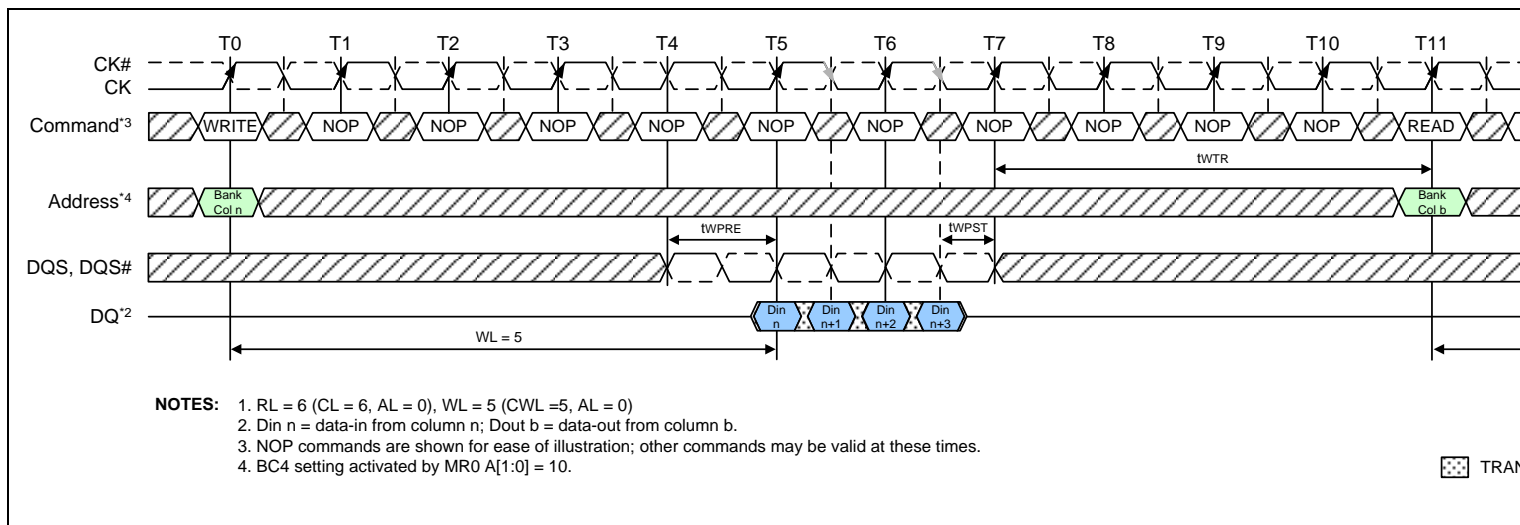 T0 T1 T2 T3 T4 T5 T6 T7 T8 T9 T10 T11
CK#
CK
Command*3 WRITE NOP NOP NOP NOP NOP NOP NOP NOP NOP NOP READ
tWTR
Address*4 Bank Col n Bank Col b
tWPRE tWPST
DQS, DQS#
DQ*2 Din n Din n+1 Din n+2 Din n+3
WL = 5
NOTES: 1. RL = 6 (CL = 6, AL = 0), WL = 5 (CWL =5, AL = 0)
2. Din n = data-in from column n; Dout b = data-out from column b.
3. NOP commands are shown for ease of illustration; other commands may be valid at these times.
4. BC4 setting activated by MR0 A[1:0] = 10.
TRAN